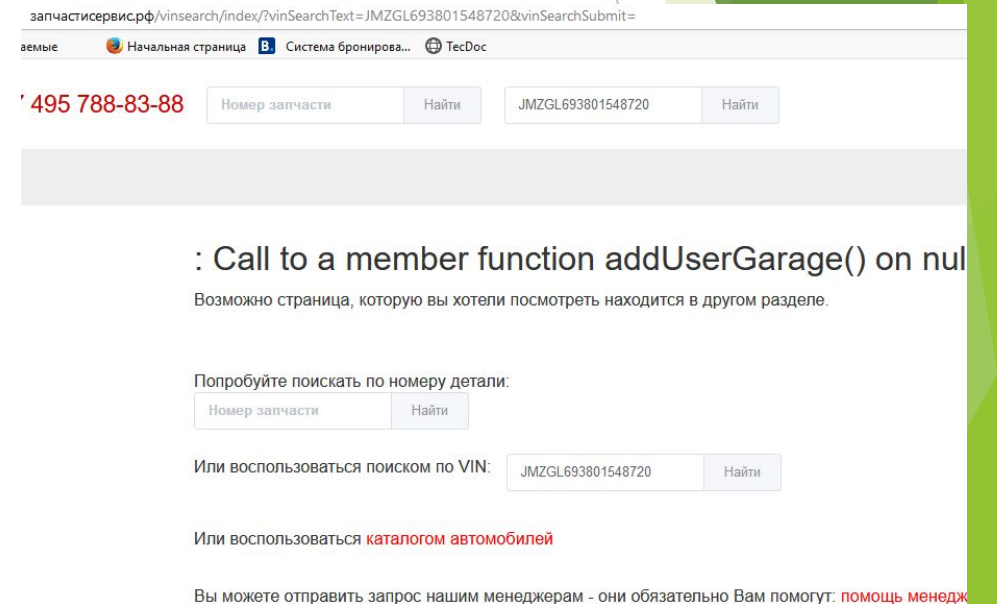 запчастисервис.рф/vinsearch/index/?vinSearchText=JMZGL693801548720&vinSearchSubmit=
аемые Начальная страница B. Система брониров... TecDoc
495 788-83-88 Номер запчасти Найти JMZGL693801548720 Найти
: Call to a member function addUserGarage() on nul
Возможно страница, которую вы хотели посмотреть находится в другом разделе.
Попробуйте поискать по номеру детали:
Номер запчасти Найти
Или воспользоваться поиском по VIN: JMZGL693801548720 Найти
Или воспользоваться каталогом автомобилей
Вы можете отправить запрос нашим менеджерам - они обязательно Вам помогут: помощь менедж